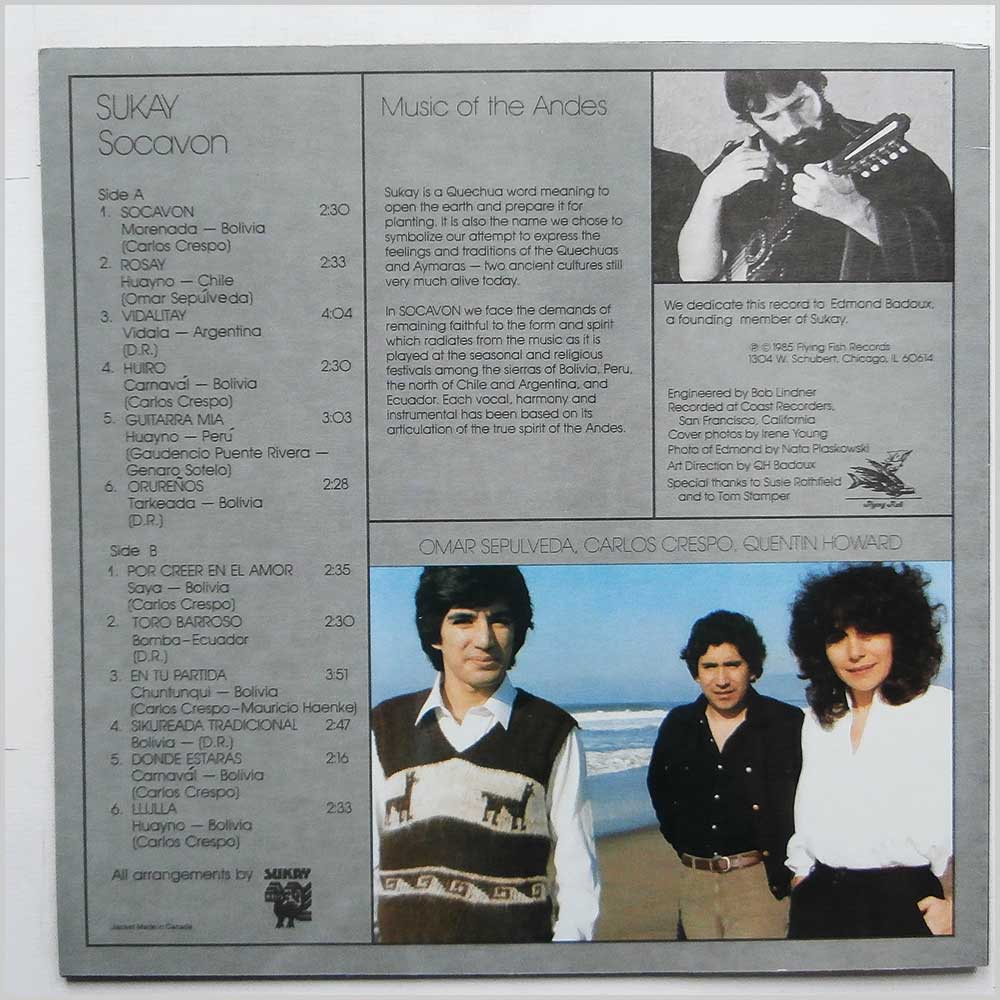 SUKAY
Socavon
Side A
1. SOCAVON 2:30
Morenada — Bolivia
(Carlos Crespo)
2. ROSAY 2:33
Huayno — Chile
(Omar Sepúlveda)
3. VIDALITAY 4:04
Vidala — Argentina
(D.R.)
4. HUIRO 2:30
Carnavál — Bolivia
(Carlos Crespo)
5. GUITARRA MIA 3:03
Huayno — Perú
(Gaudencio Puente Rivera —
Genaro Sotelo)
6. ORUREÑOS 2:28
Tarkeada — Bolivia
(D.R.)
Side B
1. POR CREER EN EL AMOR 2:35
Saya — Bolivia
(Carlos Crespo)
2. TORO BARROSO 2:30
Bomba—Ecuador
(D.R.)
3. EN TU PARTIDA 3:51
Chuntunqui — Bolivia
(Carlos Crespo—Mauricio Haenke)
4. SIKUREADA TRADICIONAL 2:47
Bolivia — (D.R.)
5. DONDE ESTARAS 2:16
Carnavál — Bolivia
(Carlos Crespo)
6. LLULLA 2:33
Huayno — Bolivia
(Carlos Crespo)
All arrangements by SUKAY
Jacket Made in Canada
Music of the Andes
Sukay is a Quechua word meaning to
open the earth and prepare it for
planting. It is also the name we chose to
symbolize our attempt to express the
feelings and traditions of the Quechuas
and Aymaras — two ancient cultures still
very much alive today.
In SOCAVON we face the demands of
remaining faithful to the form and spirit
which radiates from the music as it is
played at the seasonal and religious
festivals among the sierras of Bolivia, Peru,
the north of Chile and Argentina, and
Ecuador. Each vocal, harmony and
instrumental has been based on its
articulation of the true spirit of the Andes.
We dedicate this record to Edmond Badoux,
a founding member of Sukay.
℗ © 1985 Flying Fish Records
1304 W. Schubert, Chicago, IL 60614
Engineered by Bob Lindner
Recorded at Coast Recorders,
San Francisco, California
Cover photos by Irene Young
Photo of Edmond by Nata Piaskowski
Art Direction by QH Badoux
Special thanks to Susie Rothfield
and to Tom Stamper
Flying Fish
OMAR SEPULVEDA, CARLOS CRESPO, QUENTIN HOWARD